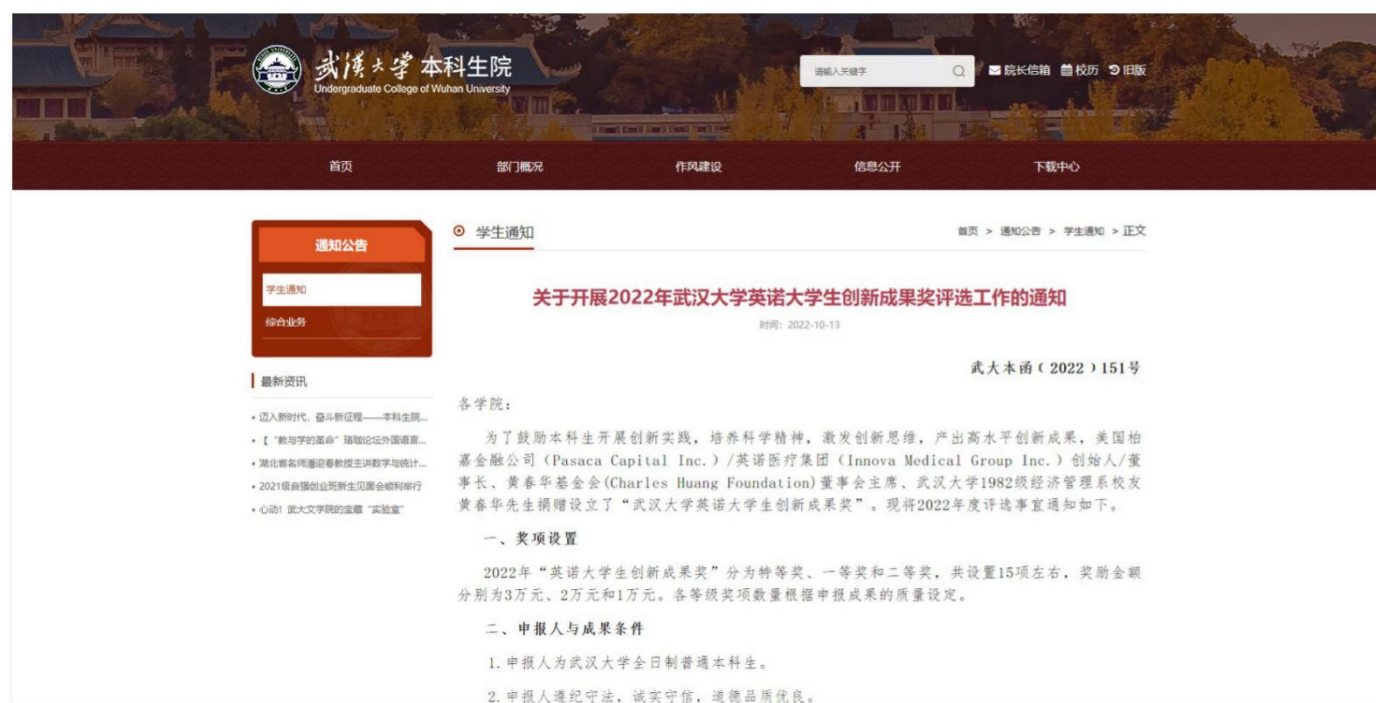 武汉大学 本科生院
Undergraduate College of Wuhan University
请输入关键字
院长信箱 校历 旧版
首页 部门概况 作风建设 信息公开 下载中心
通知公告
学生通知
综合业务
最新资讯
• 迈入新时代，奋斗新征程——本科生院...
• 【“教与学的革命”珞珈论坛外国语言...
• 湖北省名师潘迎春教授主讲数学与统计...
• 2021级自强创业班新生见面会顺利举行
• 心动！武大文学院的宝藏“实验室”
学生通知
首页 > 通知公告 > 学生通知 > 正文
关于开展2022年武汉大学英诺大学生创新成果奖评选工作的通知
时间：2022-10-13
武大本函（2022）151号
各学院：
为了鼓励本科生开展创新实践，培养科学精神，激发创新思维，产出高水平创新成果，美国柏
嘉金融公司（Pasaca Capital Inc.）/英诺医疗集团（Innova Medical Group Inc.）创始人/董
事长、黄春华基金会(Charles Huang Foundation)董事会主席、武汉大学1982级经济管理系校友
黄春华先生捐赠设立了“武汉大学英诺大学生创新成果奖”。现将2022年度评选事宜通知如下。
一、奖项设置
2022年“英诺大学生创新成果奖”分为特等奖、一等奖和二等奖，共设置15项左右，奖励金额
分别为3万元、2万元和1万元。各等级奖项数量根据申报成果的质量设定。
二、申报人与成果条件
1.申报人为武汉大学全日制普通本科生。
2.申报人遵纪守法，诚实守信，道德品质优良。